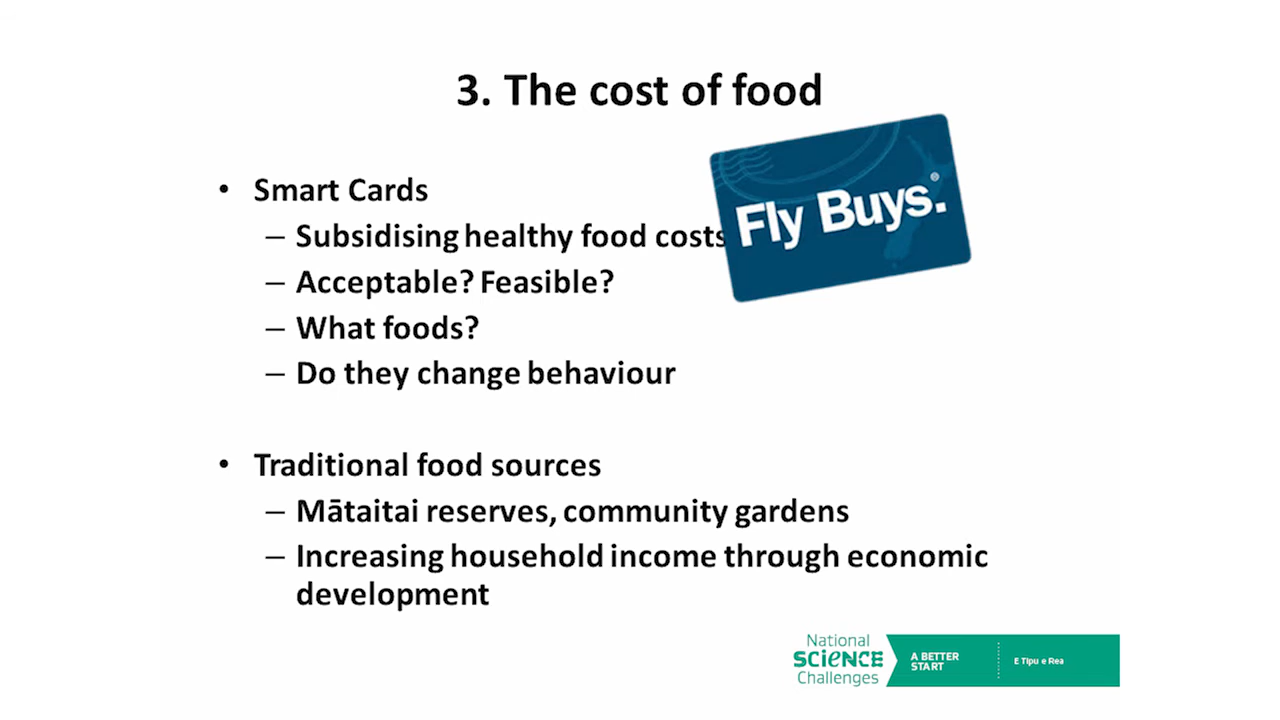 3. The cost of food
• Smart Cards
– Subsidising healthy food costs
– Acceptable? Feasible?
– What foods?
– Do they change behaviour
Fly Buys.®
• Traditional food sources
– Mātaitai reserves, community gardens
– Increasing household income through economic
development
National
SCIENCE
Challenges
A BETTER
START
E Tipu e Rea